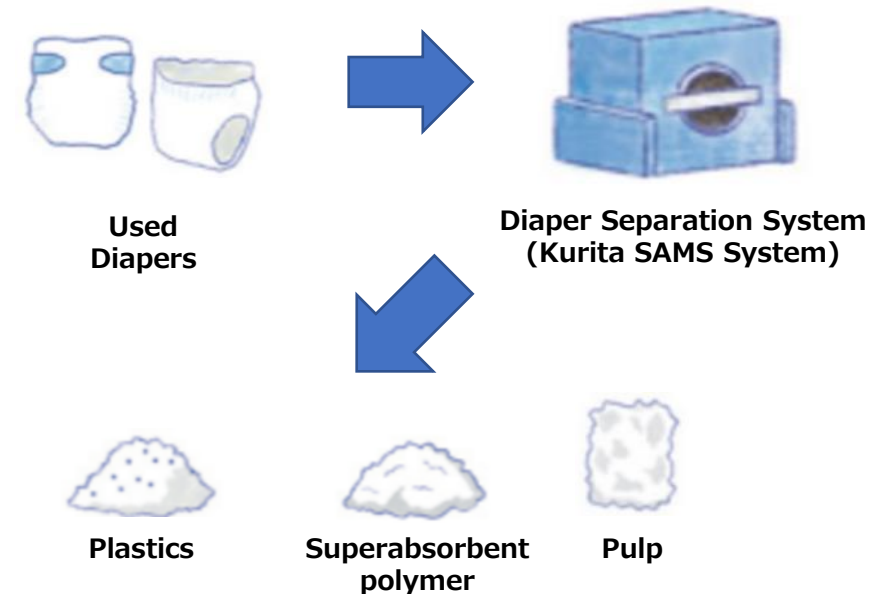 Used
Diapers
Diaper Separation System
(Kurita SAMS System)
Plastics
Superabsorbent
polymer
Pulp